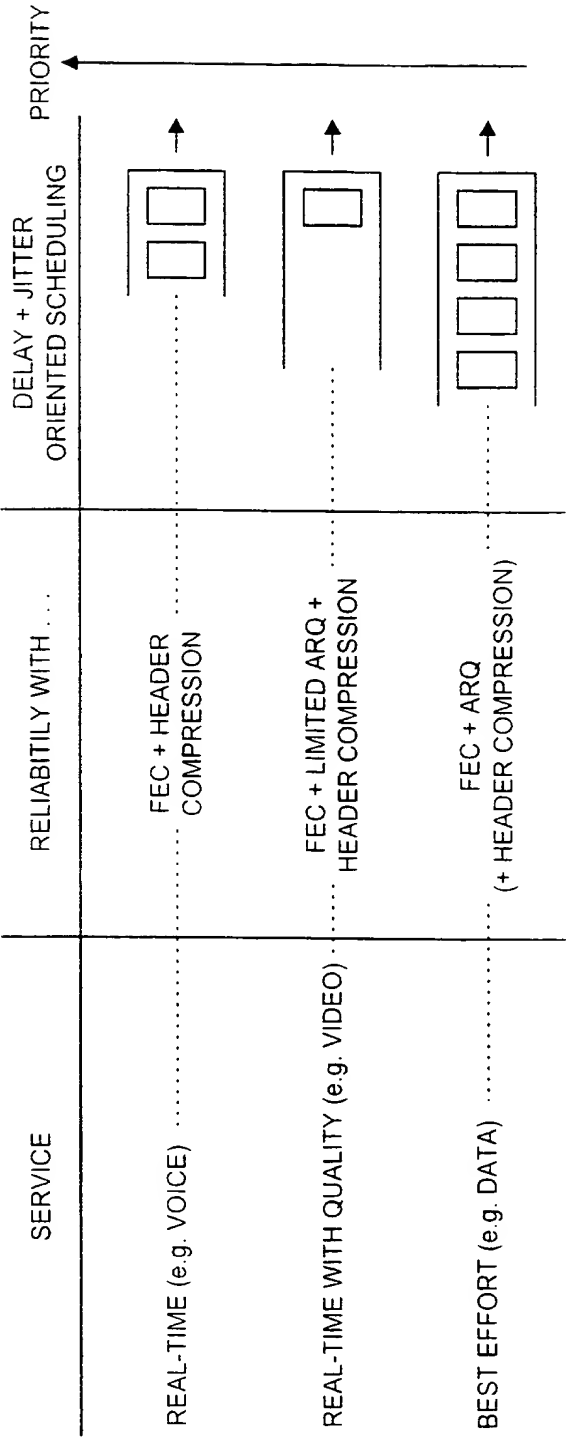 SERVICE
RELIABITILY WITH . . .
DELAY + JITTER
ORIENTED SCHEDULING
PRIORITY
REAL-TIME (e.g. VOICE)
FEC + HEADER
COMPRESSION
REAL-TIME WITH QUALITY (e.g. VIDEO)
FEC + LIMITED ARQ +
HEADER COMPRESSION
BEST EFFORT (e.g. DATA)
FEC + ARQ
(+ HEADER COMPRESSION)